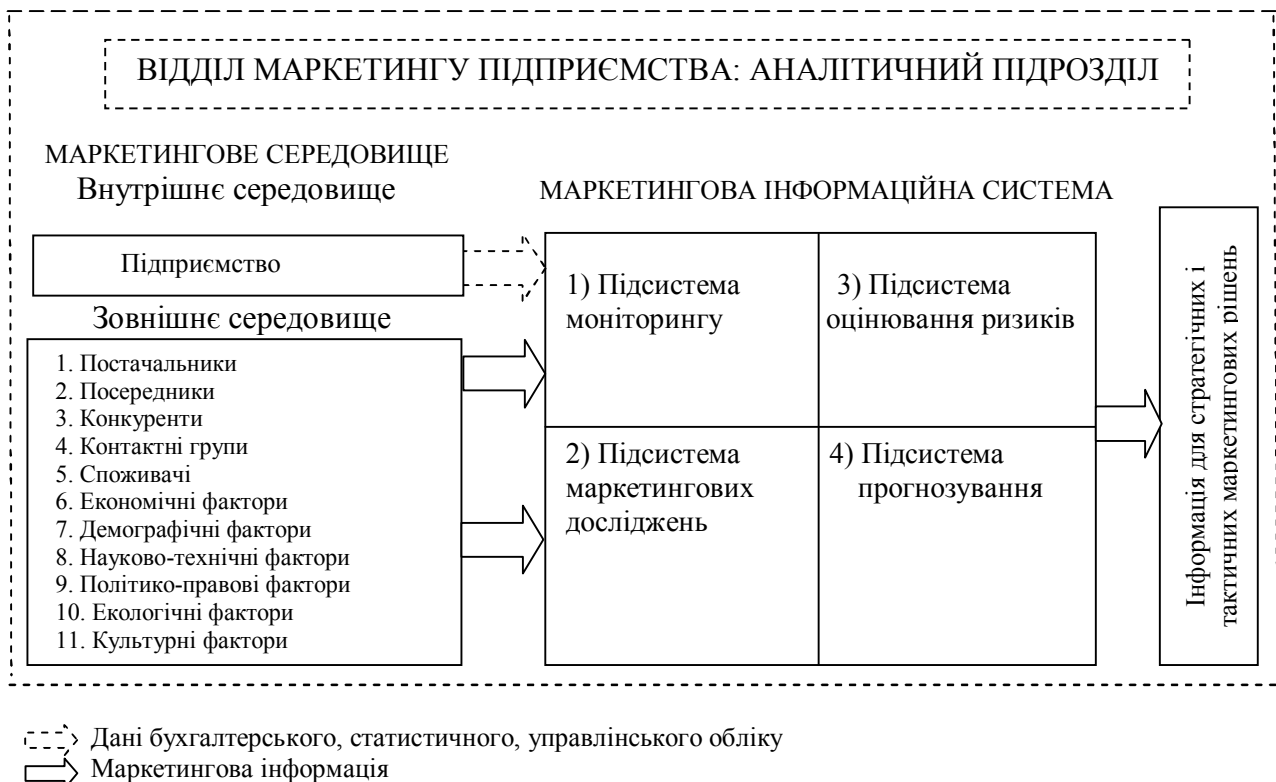 ВІДДІЛ МАРКЕТИНГУ ПІДПРИЄМСТВА: АНАЛІТИЧНИЙ ПІДРОЗДІЛ
МАРКЕТИНГОВЕ СЕРЕДОВИЩЕ
Внутрішнє середовище
Підприємство
Зовнішнє середовище
1. Постачальники
2. Посередники
3. Конкуренти
4. Контактні групи
5. Споживачі
6. Економічні фактори
7. Демографічні фактори
8. Науково-технічні фактори
9. Політико-правові фактори
10. Екологічні фактори
11. Культурні фактори
МАРКЕТИНГОВА ІНФОРМАЦІЙНА СИСТЕМА
1) Підсистема
моніторингу
3) Підсистема
оцінювання ризиків
2) Підсистема
маркетингових
досліджень
4) Підсистема
прогнозування
Інформація для стратегічних і
тактичних маркетингових рішень
Дані бухгалтерського, статистичного, управлінського обліку
Маркетингова інформація